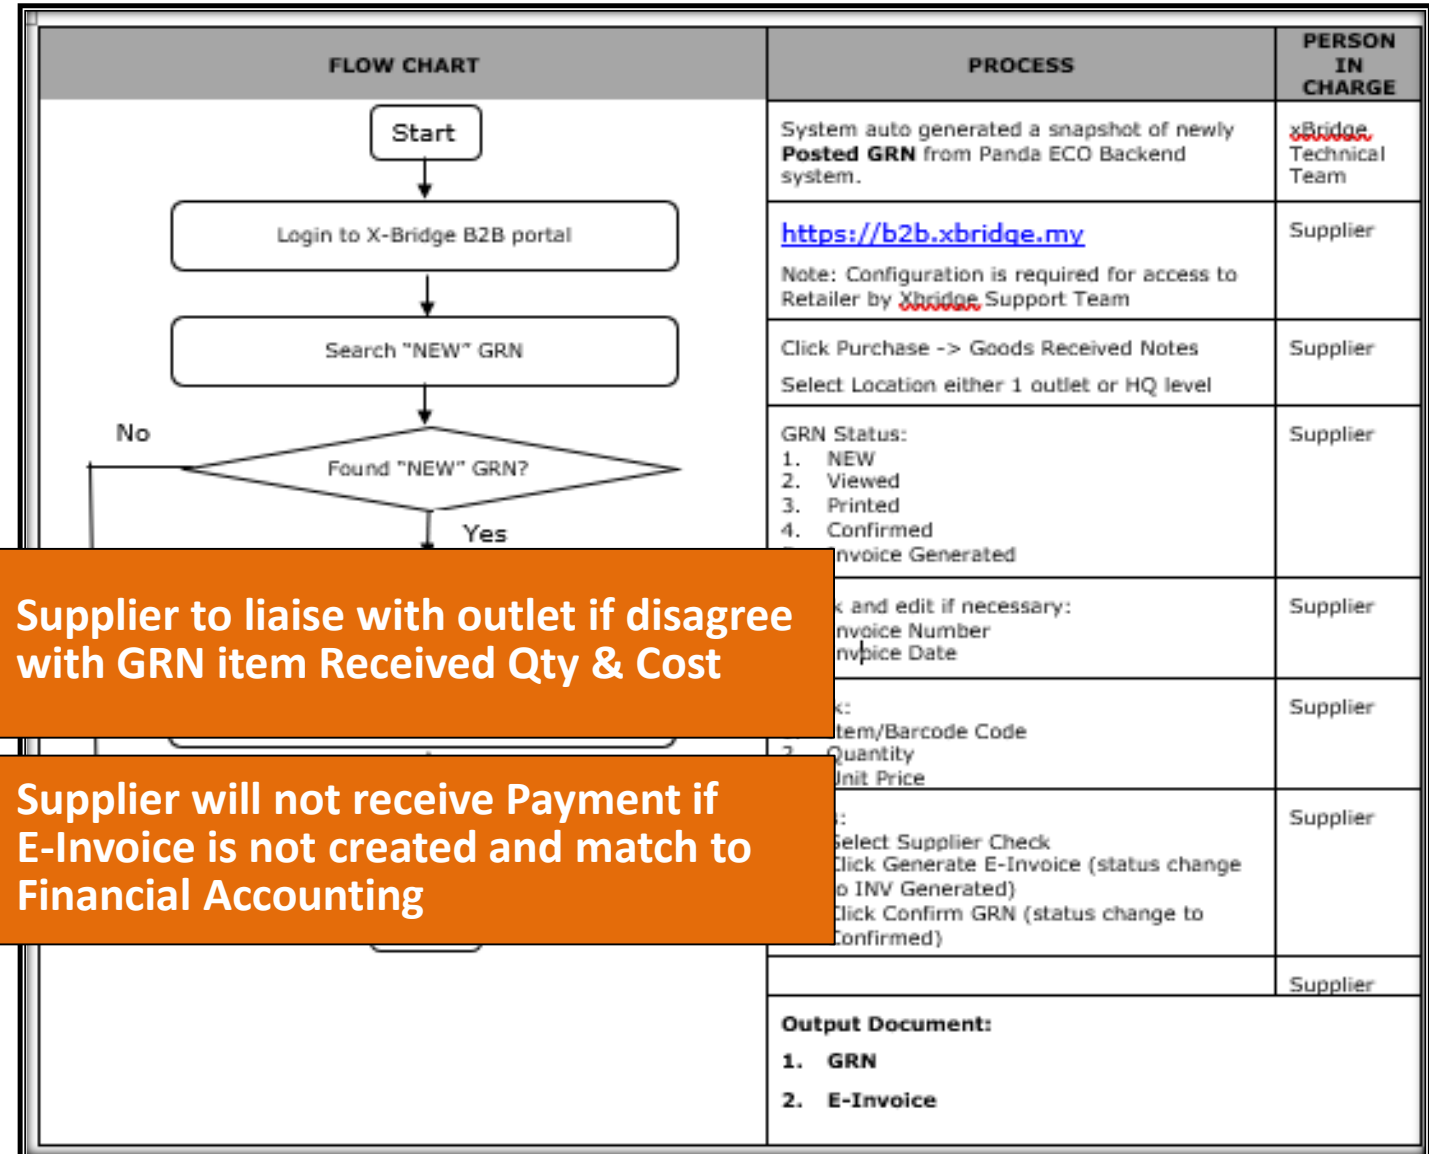 FLOW CHART
PROCESS
PERSON
IN
CHARGE
Start
System auto generated a snapshot of newly
Posted GRN from Panda ECO Backend
system.
xBridge
Technical
Team
Login to X-Bridge B2B portal
https://b2b.xbridge.my
Note: Configuration is required for access to
Retailer by Xbridge Support Team
Supplier
Search "NEW" GRN
Click Purchase -> Goods Received Notes
Select Location either 1 outlet or HQ level
Supplier
No
Found "NEW" GRN?
Yes
GRN Status:
1. NEW
2. Viewed
3. Printed
4. Confirmed
nvoice Generated
Supplier
Supplier to liaise with outlet if disagree
with GRN item Received Qty & Cost
and edit if necessary:
nvoice Number
nvoice Date
Supplier
tem/Barcode Code
Quantity
Unit Price
Supplier
Supplier will not receive Payment if
E-Invoice is not created and match to
Financial Accounting
Select Supplier Check
Click Generate E-Invoice (status change
o INV Generated)
Click Confirm GRN (status change to
Confirmed)
Supplier
Supplier
Output Document:
1. GRN
2. E-Invoice